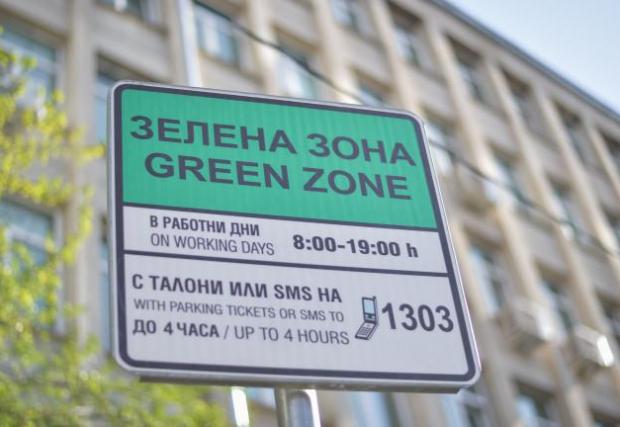 ЗЕЛЕНА ЗОНА
GREEN ZONE
В РАБОТНИ ДНИ
ON WORKING DAYS
8:00-19:00 h
С ТАЛОНИ ИЛИ SMS НА
WITH PARKING TICKETS OR SMS TO
1303
ДО 4 ЧАСА / UP TO 4 HOURS